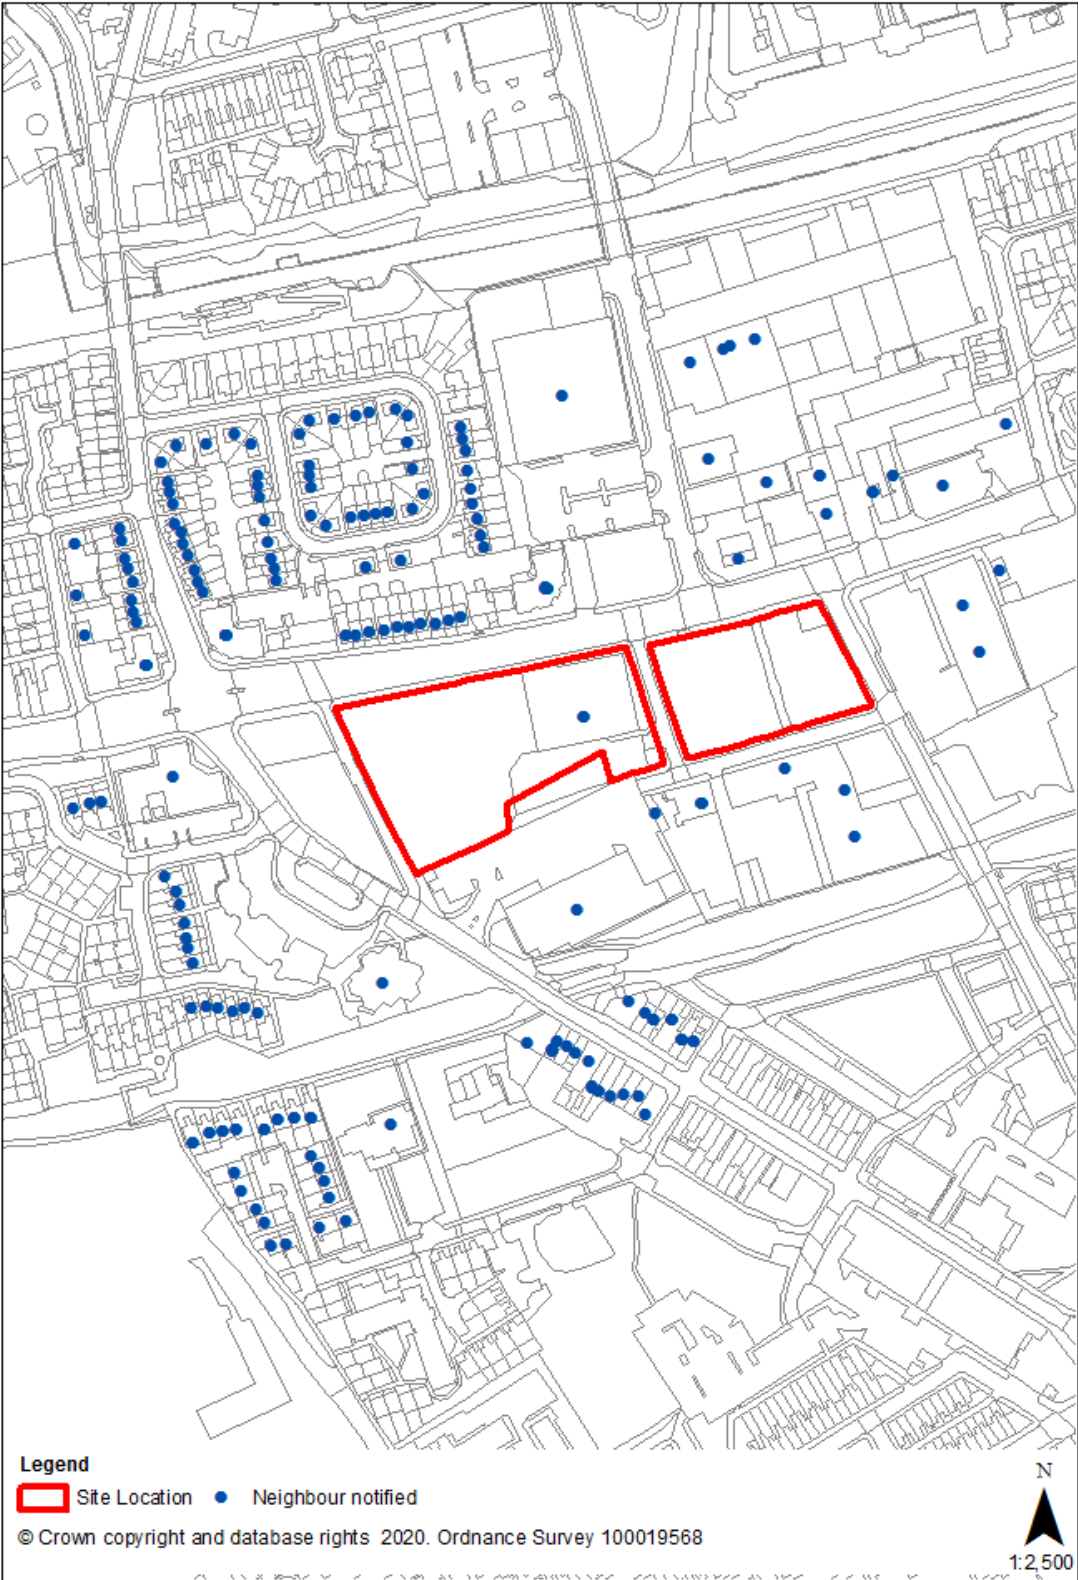 Legend
Site Location
Neighbour notified
© Crown copyright and database rights 2020. Ordnance Survey 100019568
N
1:2,500